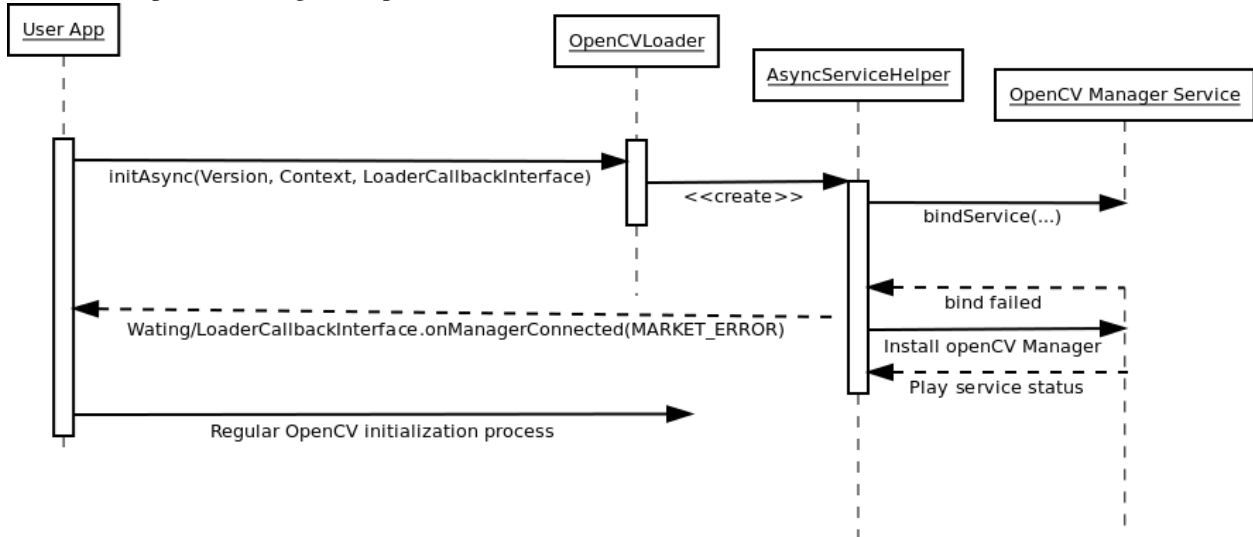 User App
OpenCVLoader
AsyncServiceHelper
OpenCV Manager Service
initAsync(Version, Context, LoaderCallbackInterface)
<<create>>
bindService(...)
bind failed
Wating/LoaderCallbackInterface.onManagerConnected(MARKET_ERROR)
Install openCV Manager
Play service status
Regular OpenCV initialization process